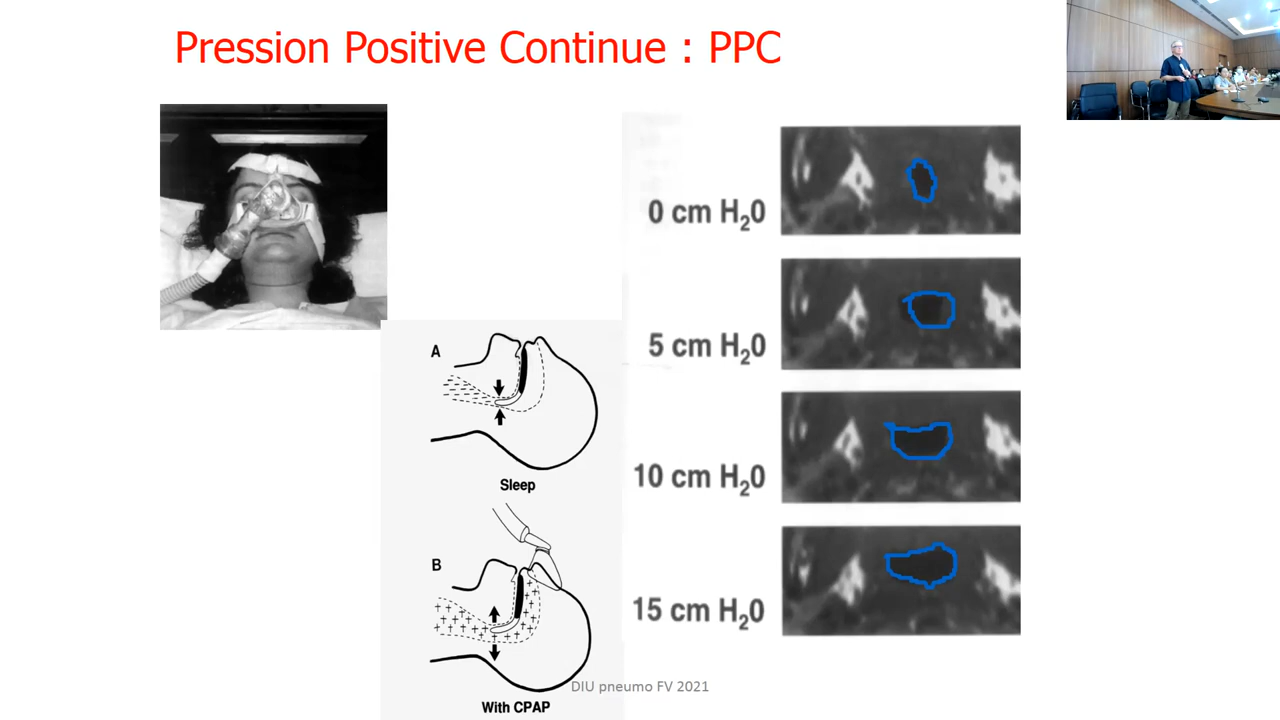 Pression Positive Continue : PPC
0 cm H₂0
5 cm H₂0
10 cm H₂0
15 cm H₂0
A
Sleep
B
With CPAP
DIU pneumo FV 2021